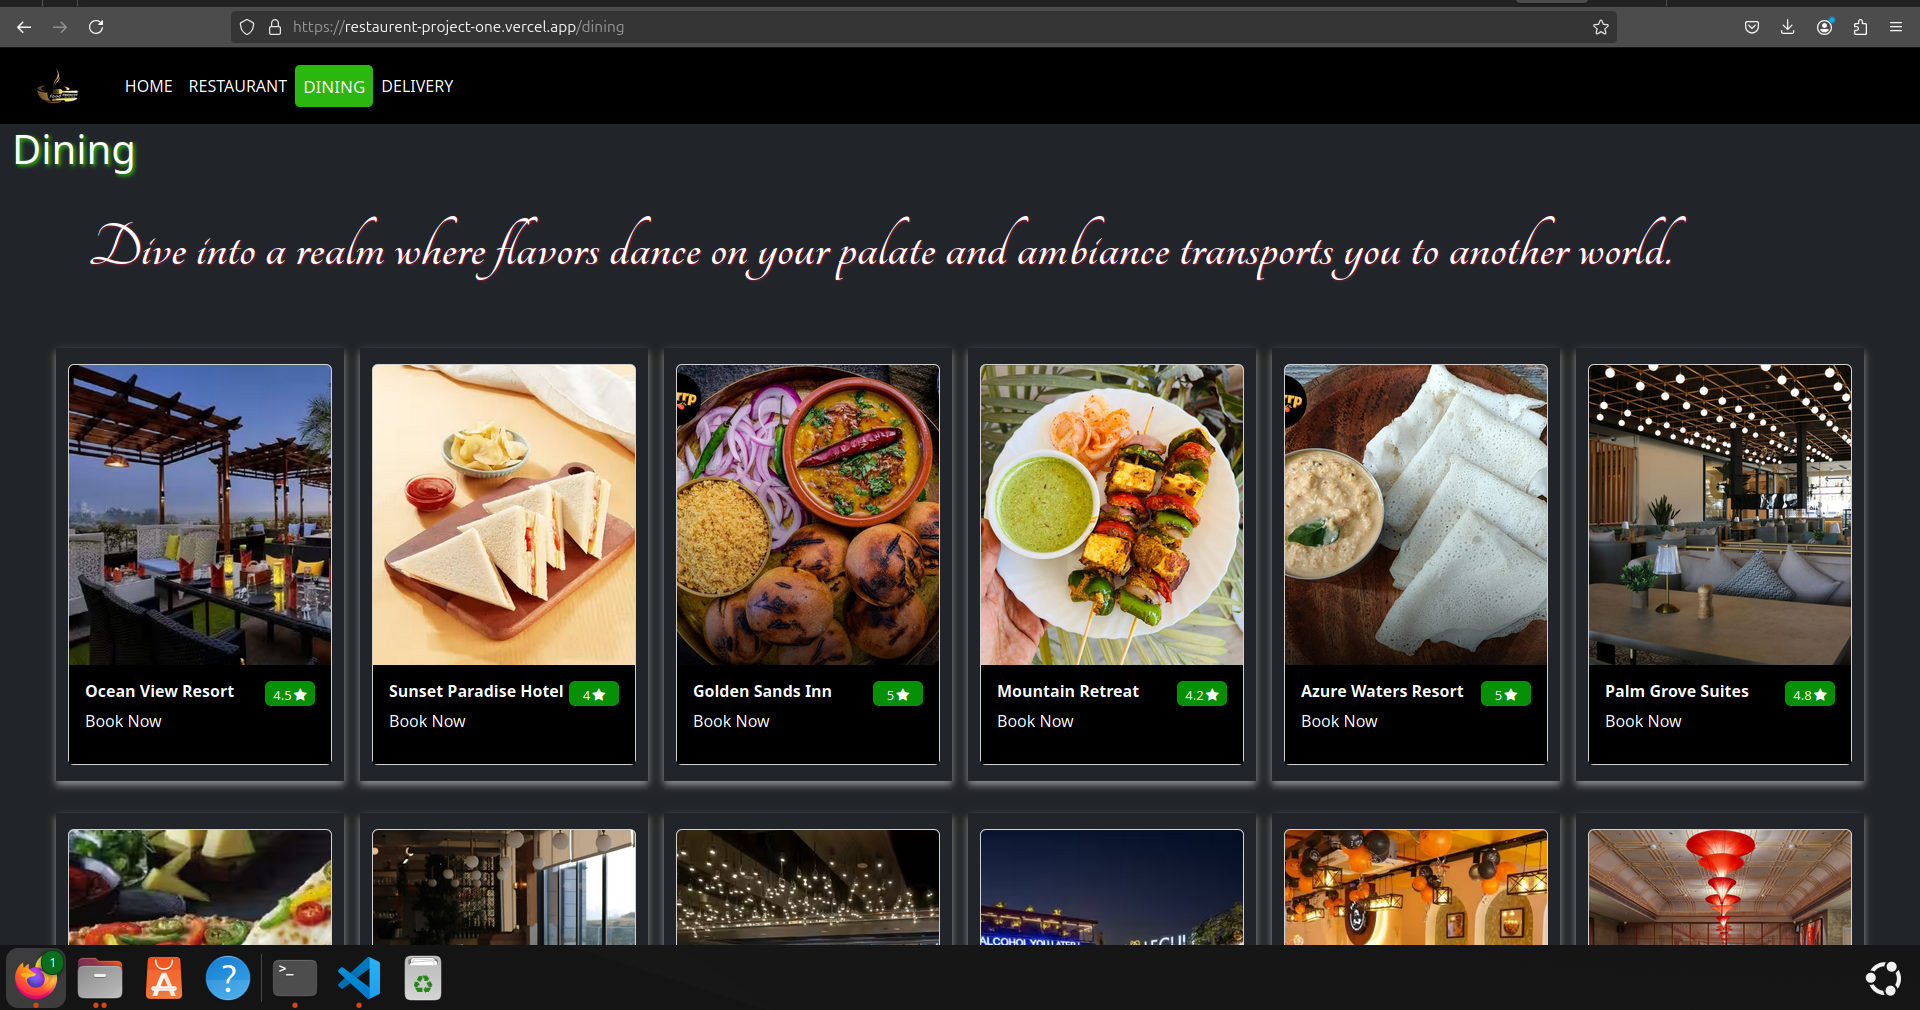 https://restaurent-project-one.vercel.app/dining
HOME RESTAURANT DINING DELIVERY
Dining
Dive into a realm where flavors dance on your palate and ambiance transports you to another world.
Ocean View Resort 4.5
Book Now
Sunset Paradise Hotel 4
Book Now
Golden Sands Inn 5
Book Now
Mountain Retreat 4.2
Book Now
Azure Waters Resort 5
Book Now
Palm Grove Suites 4.8
Book Now
ALCOHOL YOU LATER
1